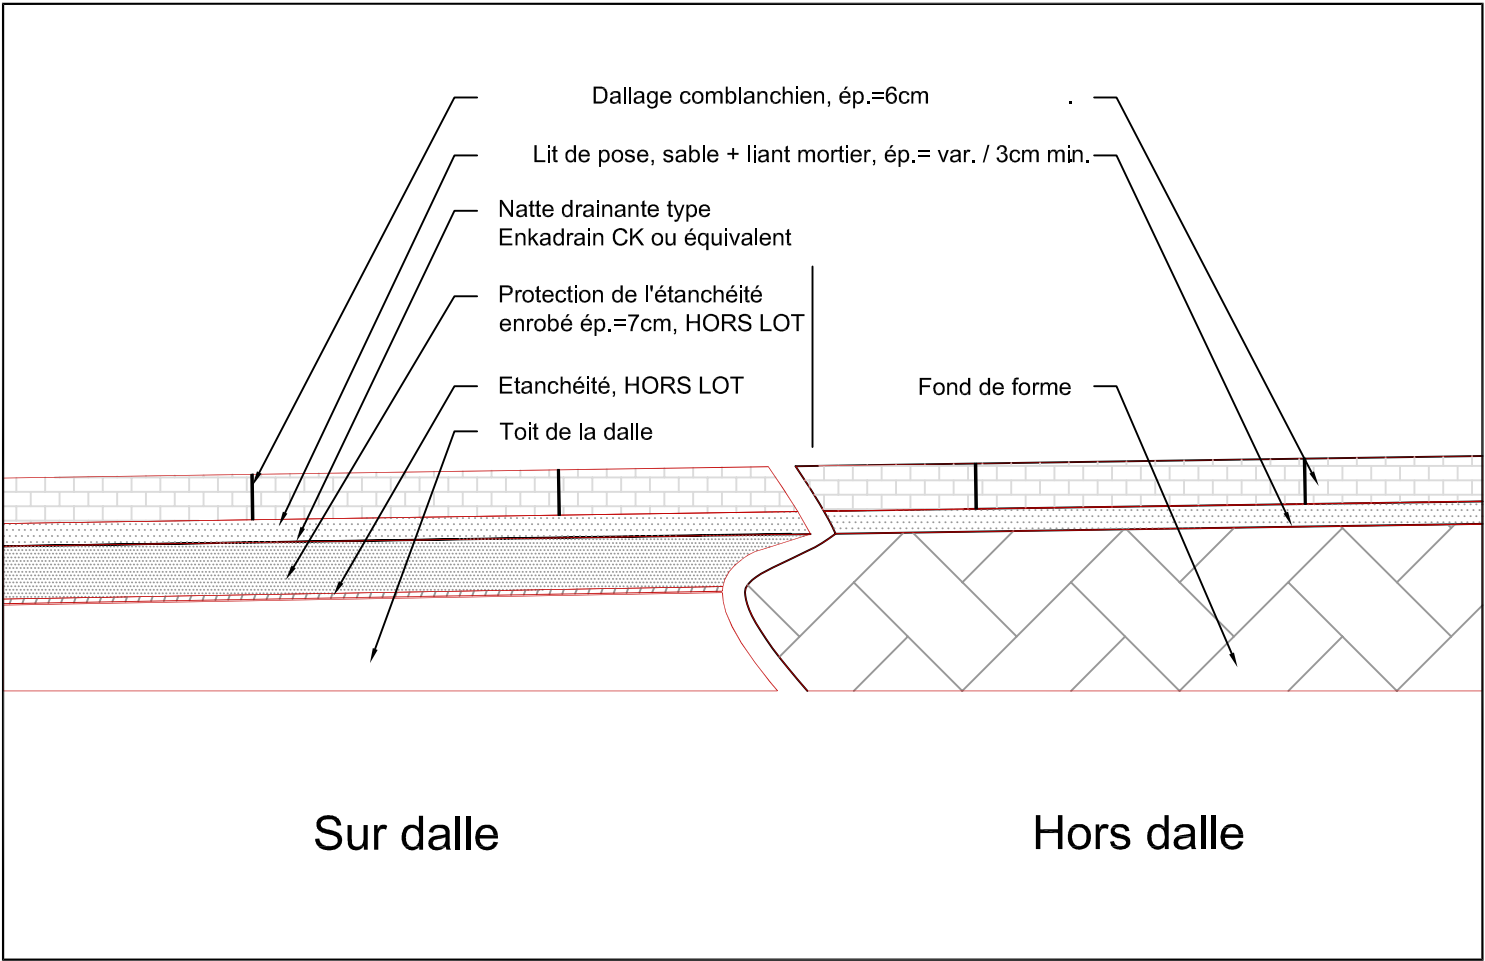 Dallage comblanchien, ép.=6cm .
Lit de pose, sable + liant mortier, ép.= var. / 3cm min.
Natte drainante type
Enkadrain CK ou équivalent
Protection de l'étanchéité
enrobé ép.=7cm, HORS LOT
Etanchéité, HORS LOT
Fond de forme
Toit de la dalle
Sur dalle
Hors dalle